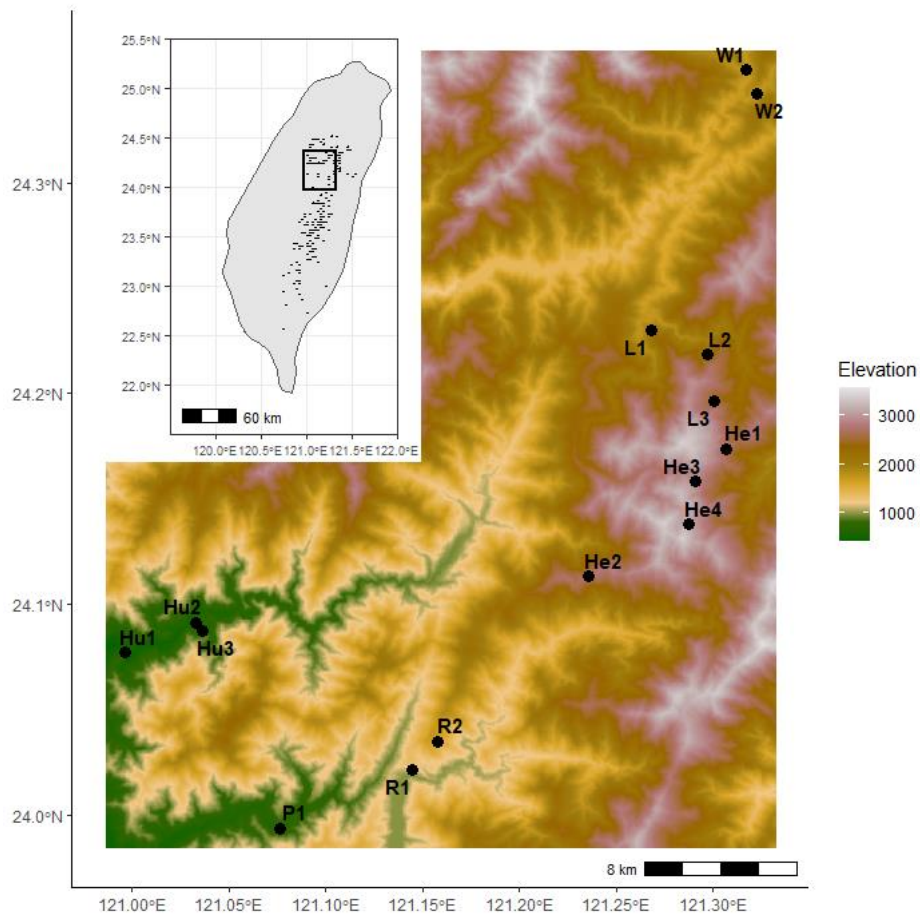 25.5°N
25.0°N
24.5°N
24.0°N
23.5°N
23.0°N
22.5°N
22.0°N
60 km
120.0°E 120.5°E 121.0°E 121.5°E 122.0°E
W1
W2
24.3°N
L1
L2
24.2°N
L3
He1
He3
He4
He2
24.1°N
Hu2
Hu1
Hu3
R2
R1
P1
24.0°N
8 km
121.00°E 121.05°E 121.10°E 121.15°E 121.20°E 121.25°E 121.30°E
Elevation
3000
2000
1000